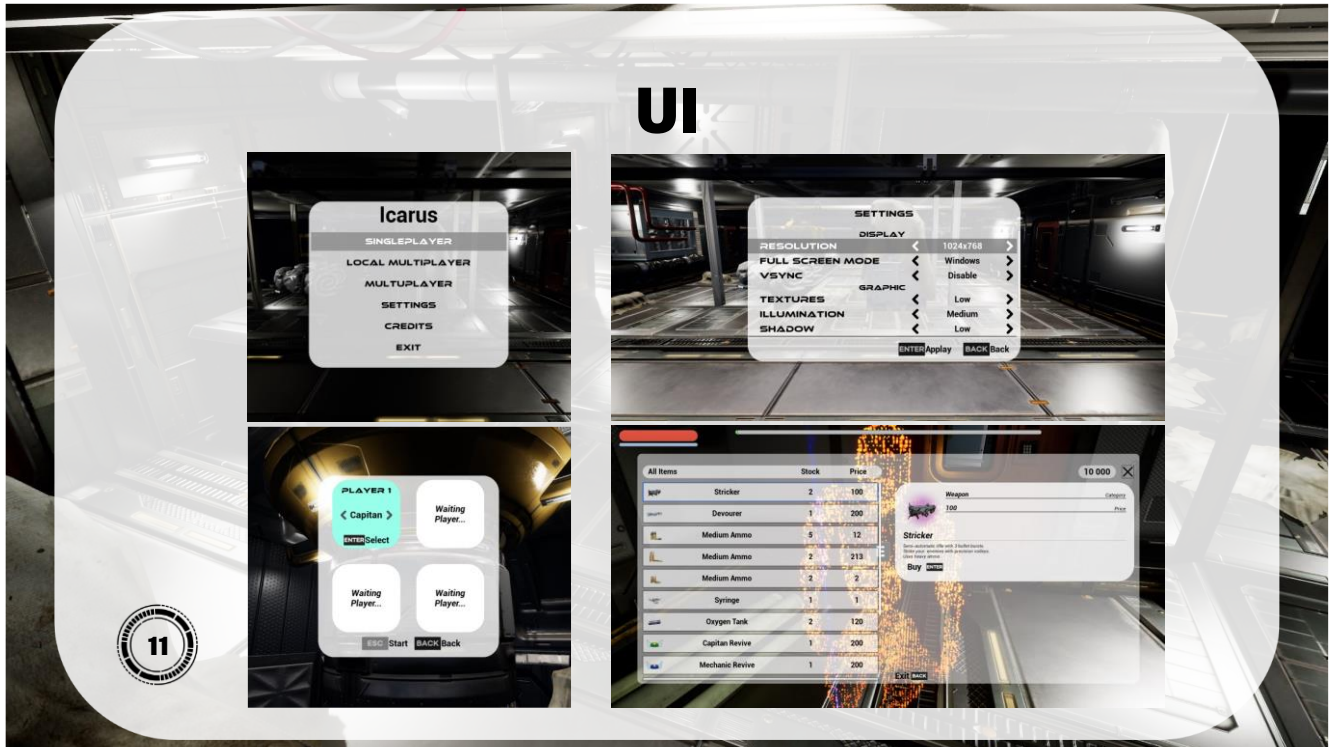 UI
Icarus
SINGLEPLAYER
LOCAL MULTIPLAYER
MULTUPLAYER
SETTINGS
CREDITS
EXIT
SETTINGS
DISPLAY
RESOLUTION 1024x768
FULL SCREEN MODE Windows
VSYNC Disable
GRAPHIC
TEXTURES Low
ILLUMINATION Medium
SHADOW Low
ENTER Applay BACK Back
PLAYER 1
Capitan
ENTER Select
Waiting
Player...
Waiting
Player...
Waiting
Player...
ESC Start BACK Back
All Items Stock Price
Stricker 2 100
Devourer 1 200
Medium Ammo 5 12
Medium Ammo 2 213
Medium Ammo 2 2
Syringe 1 1
Oxygen Tank 2 120
Capitan Revive 1 200
Mechanic Revive 1 200
10 000
Weapon Category
100 Price
Stricker
Buy ENTER
Exit BACK
11